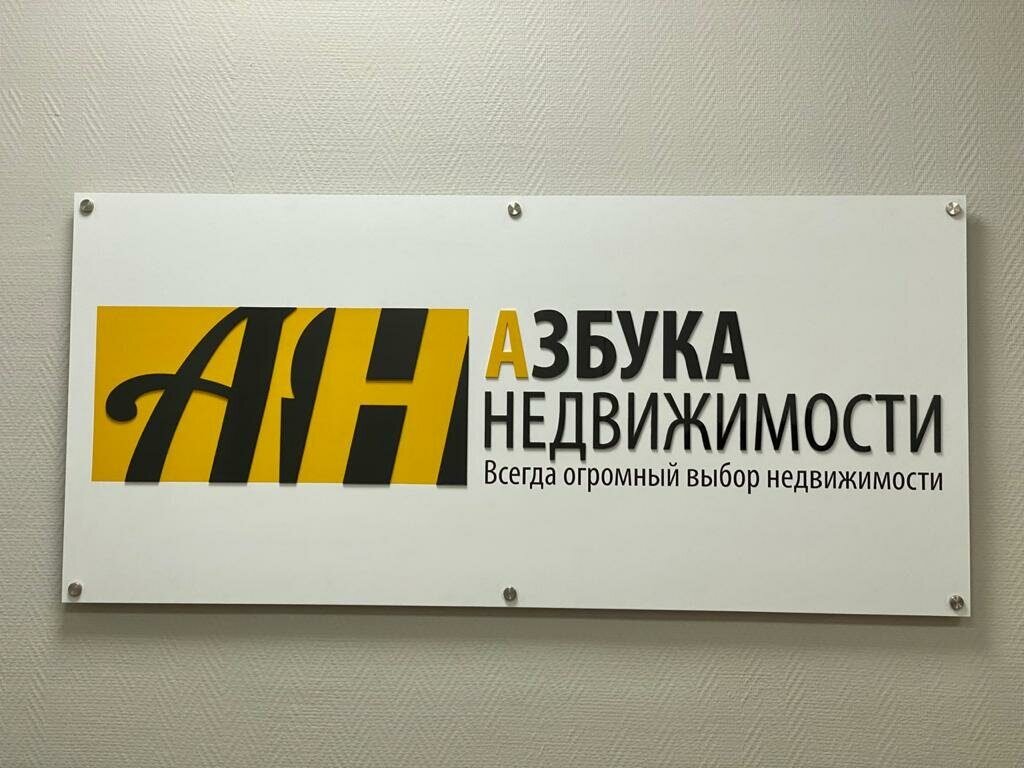 АН
АЗБУКА
НЕДВИЖИМОСТИ
Всегда огромный выбор недвижимости